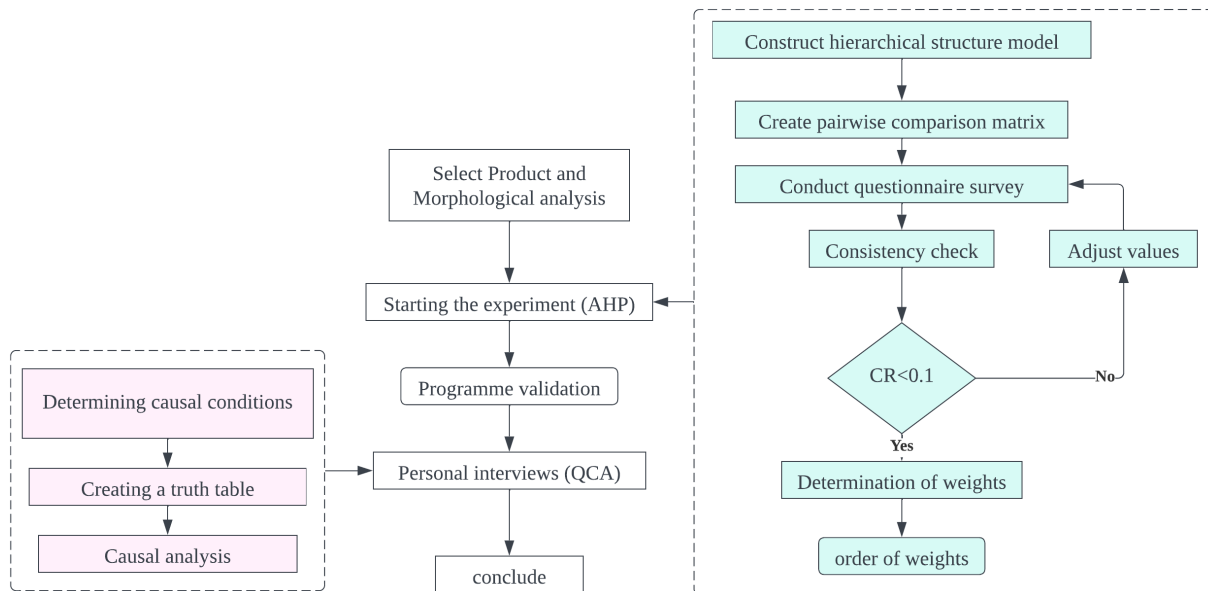 Construct hierarchical structure model
Create pairwise comparison matrix
Conduct questionnaire survey
Consistency check
Adjust values
CR<0.1
No
Yes
Determination of weights
order of weights
Select Product and
Morphological analysis
Starting the experiment (AHP)
Programme validation
Personal interviews (QCA)
conclude
Determining causal conditions
Creating a truth table
Causal analysis